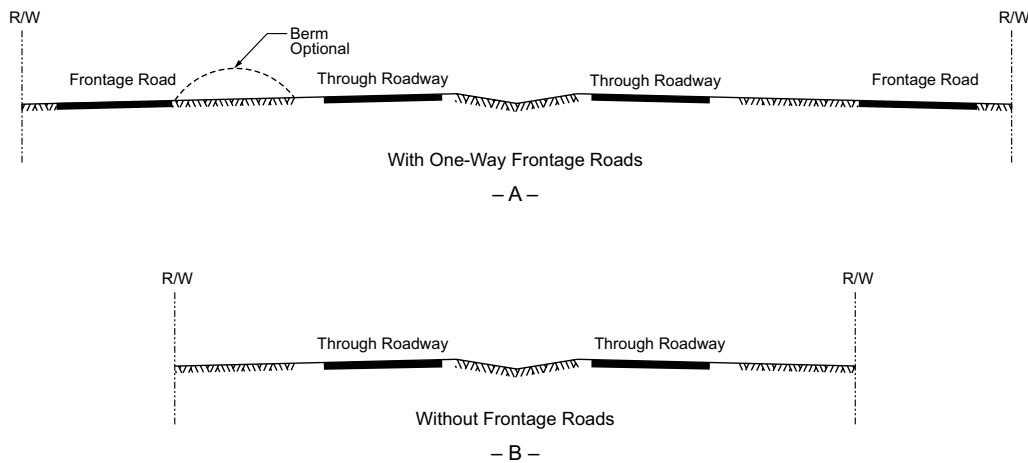 R/W
R/W
Berm
Optional
Frontage Road
Through Roadway
Through Roadway
Frontage Road
With One-Way Frontage Roads
– A –
R/W
R/W
Through Roadway
Through Roadway
Without Frontage Roads
– B –